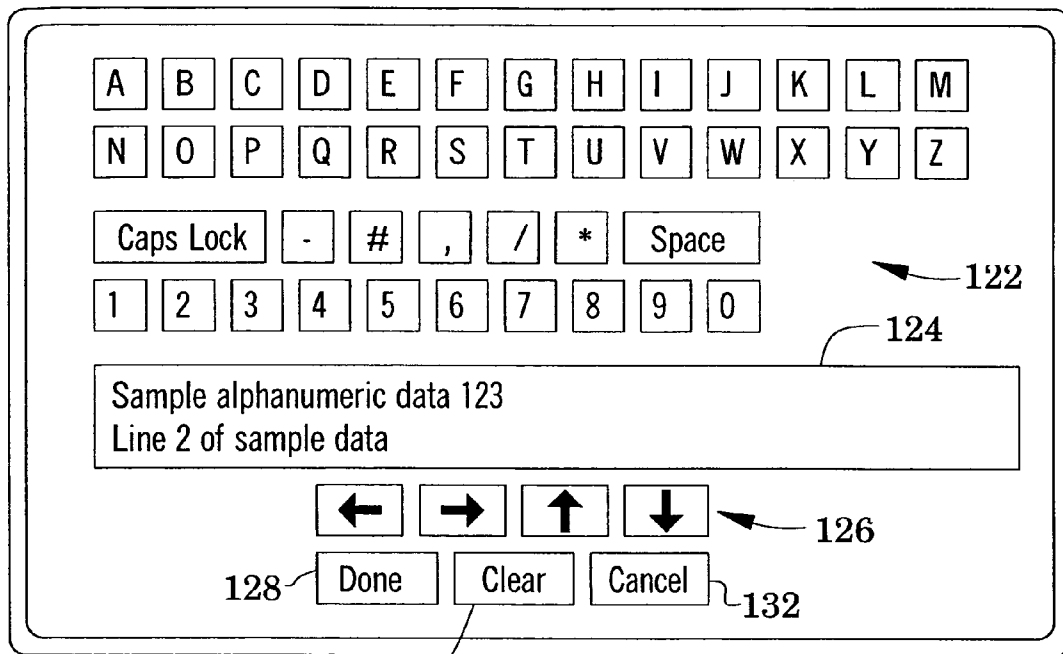 A B C D E F G H I J K L M
N O P Q R S T U V W X Y Z
Caps Lock - # , / * Space
122
1 2 3 4 5 6 7 8 9 0
124
Sample alphanumeric data 123
Line 2 of sample data
← → ↑ ↓
126
128 Done Clear Cancel 132